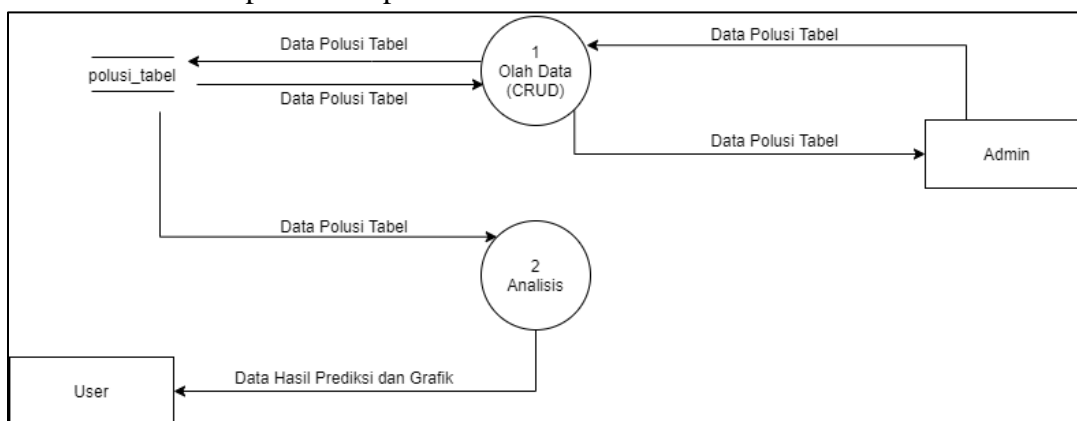 Data Polusi Tabel
Data Polusi Tabel
1
Olah Data
(CRUD)
polusi_tabel
Data Polusi Tabel
Data Polusi Tabel
Admin
Data Polusi Tabel
2
Analisis
Data Hasil Prediksi dan Grafik
User